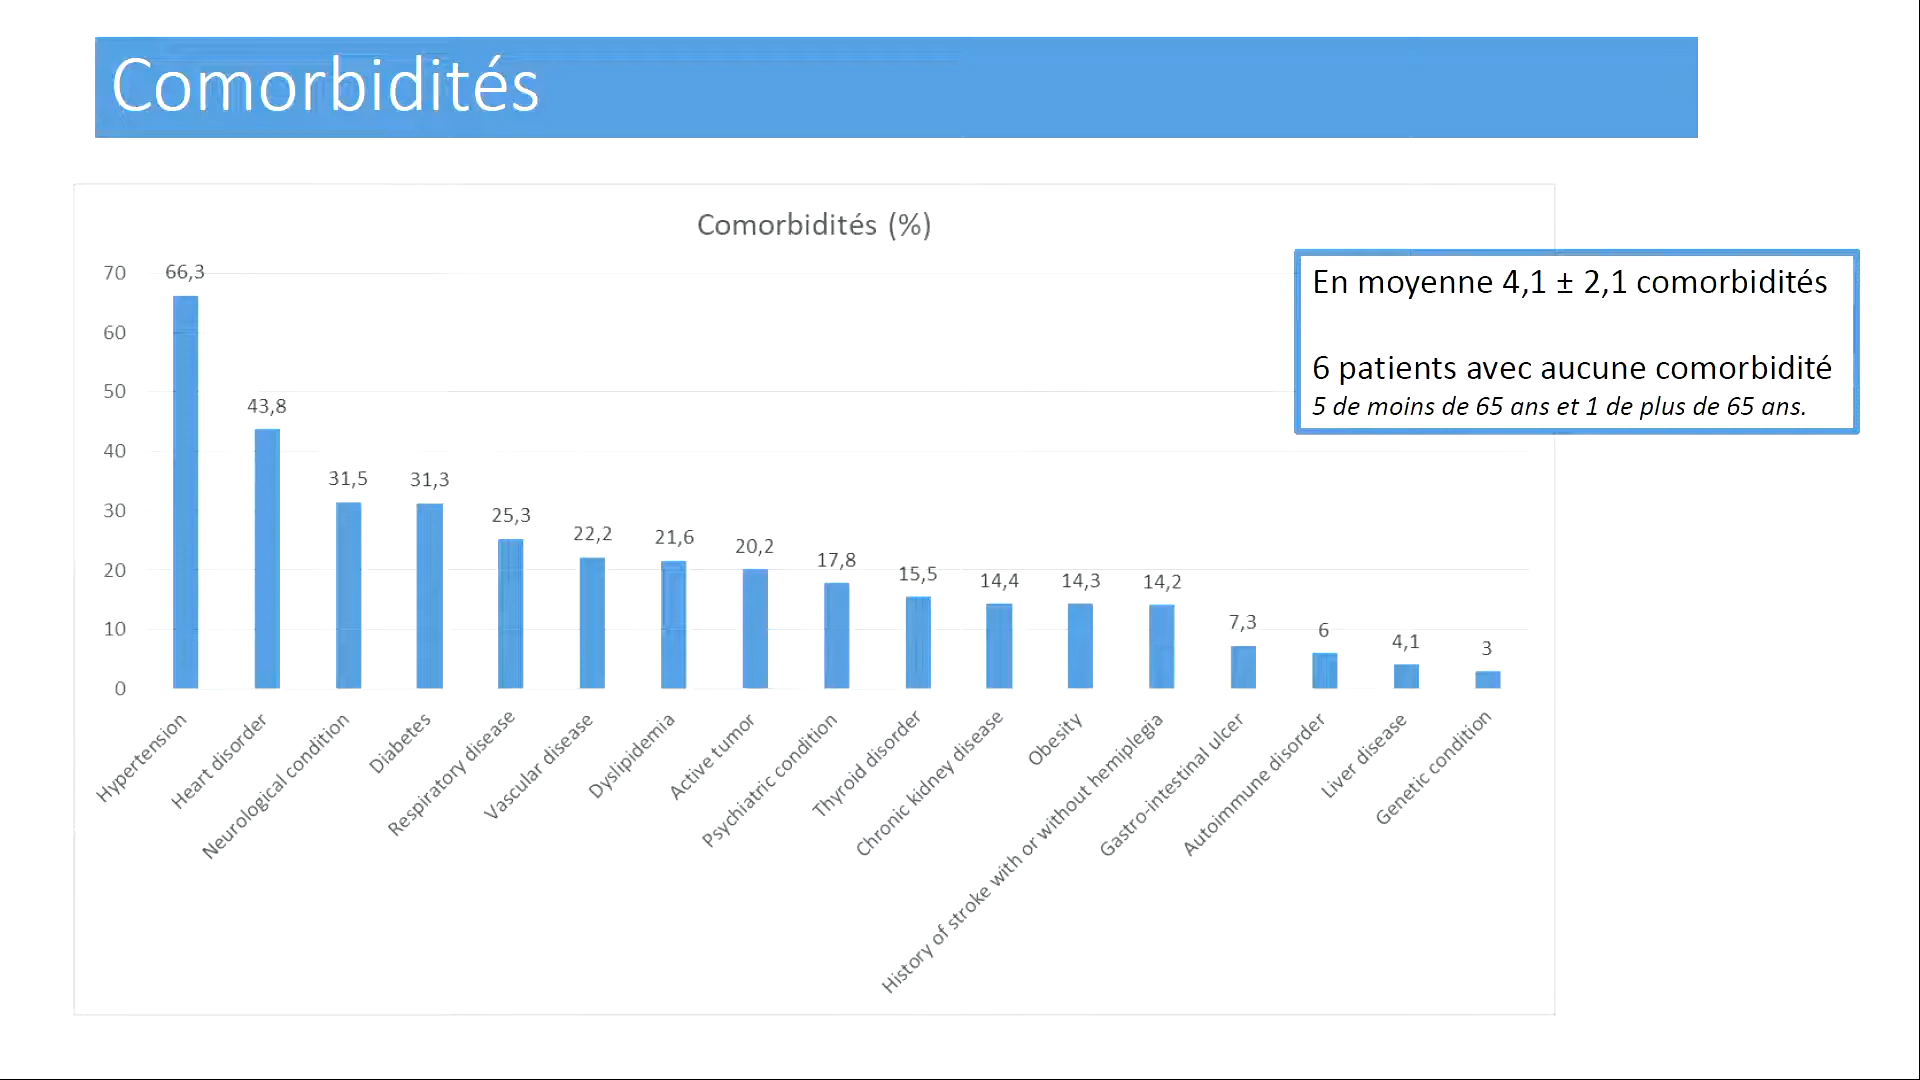 Comorbidités
Comorbidités (%)
En moyenne 4,1 ± 2,1 comorbidités
6 patients avec aucune comorbidité
5 de moins de 65 ans et 1 de plus de 65 ans.
70
60
50
40
30
20
10
0
66,3
43,8
31,5
31,3
25,3
22,2
21,6
20,2
17,8
15,5
14,4
14,3
14,2
7,3
6
4,1
3
Hypertension
Heart disorder
Neurological condition
Diabetes
Respiratory disease
Vascular disease
Dyslipidemia
Active tumor
Psychiatric condition
Thyroid disorder
Chronic kidney disease
Obesity
History of stroke with or without hemiplegia
Gastro-intestinal ulcer
Autoimmune disorder
Liver disease
Genetic condition